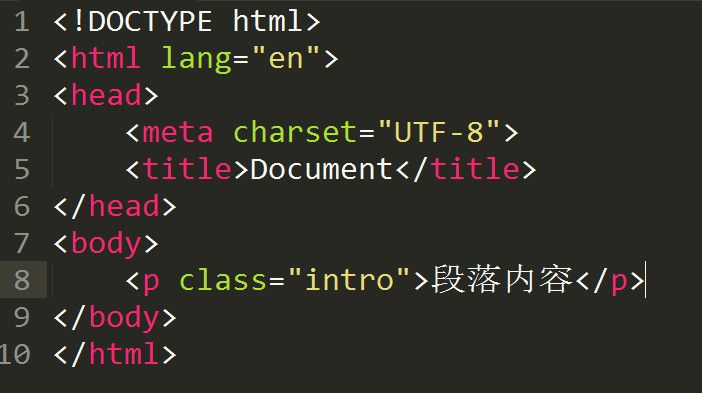 1 <!DOCTYPE html>
2 <html lang="en">
3 <head>
4     <meta charset="UTF-8">
5     <title>Document</title>
6 </head>
7 <body>
8     <p class="intro">段落内容</p>
9 </body>
10 </html>